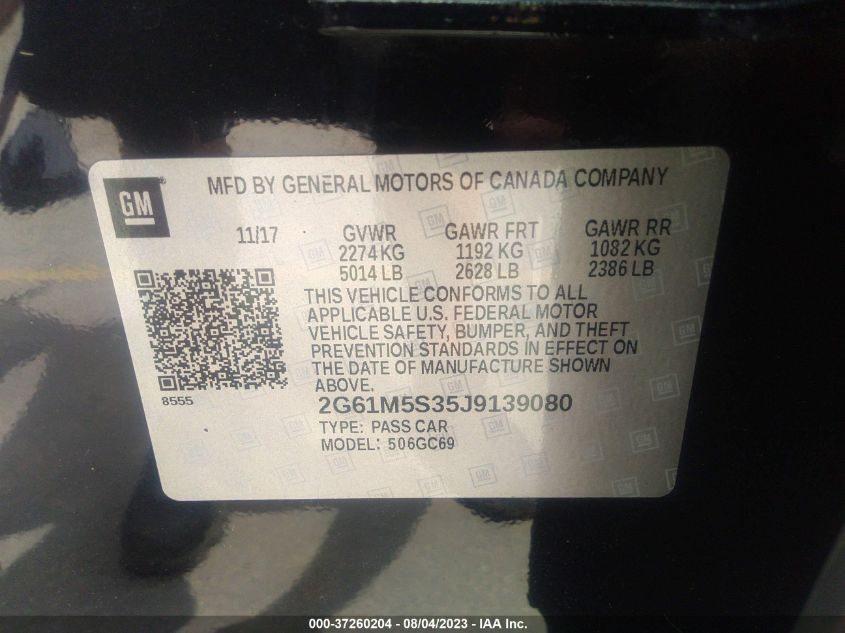 GM ®
MFD BY GENERAL MOTORS OF CANADA COMPANY
11/17 GVWR GAWR FRT GAWR RR
2274 KG 1192 KG 1082 KG
5014 LB 2628 LB 2386 LB
THIS VEHICLE CONFORMS TO ALL
APPLICABLE U.S. FEDERAL MOTOR
VEHICLE SAFETY, BUMPER, AND THEFT
PREVENTION STANDARDS IN EFFECT ON
THE DATE OF MANUFACTURE SHOWN
ABOVE.
8555
2G61M5S35J9139080
TYPE: PASS CAR
MODEL: 506GC69
000-37260204 - 08/04/2023 - IAA Inc.